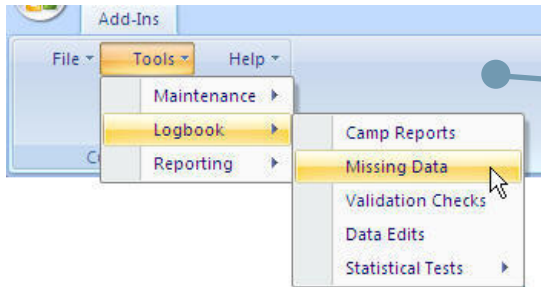 Add-Ins
File Tools Help
Maintenance
Logbook
Reporting
Camp Reports
Missing Data
Validation Checks
Data Edits
Statistical Tests